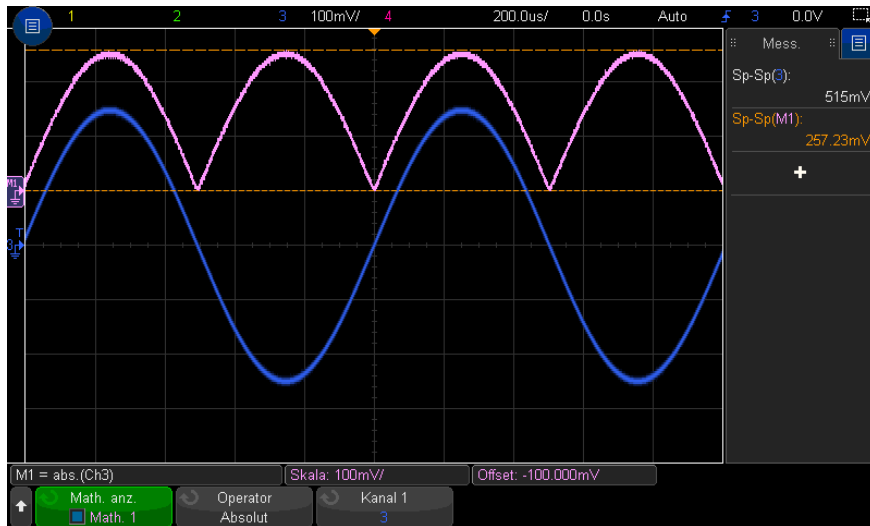 1 2 3 100mV/ 4 200.0us/ 0.0s Auto 3 0.0V
Mess.
Sp-Sp(3):
515mV
Sp-Sp(M1):
257.23mV
+
M1
T
3
M1 = abs.(Ch3) Skala: 100mV/ Offset: -100.000mV
Math. anz. Operator Kanal 1
Math. 1 Absolut 3